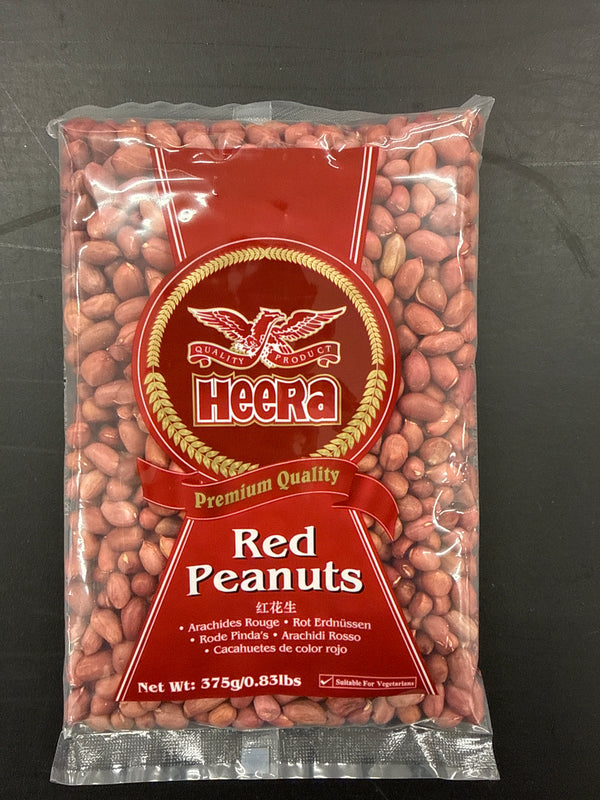 QUALITY PRODUCT
HEERA
Premium Quality
Red
Peanuts
红花生
• Arachides Rouge • Rot Erdnüssen
• Rode Pinda's • Arachidi Rosso
• Cacahuetes de color rojo
Net Wt: 375g/0.83lbs
Suitable For Vegetarians